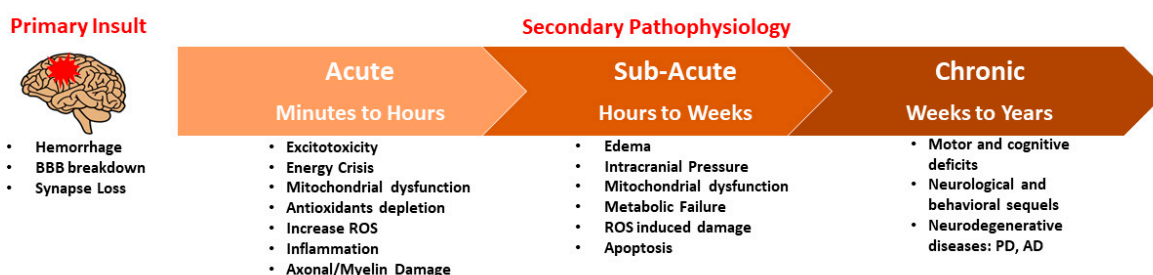 Primary Insult
Secondary Pathophysiology
Acute
Minutes to Hours
Sub-Acute
Hours to Weeks
Chronic
Weeks to Years
• Hemorrhage
• BBB breakdown
• Synapse Loss
• Excitotoxicity
• Energy Crisis
• Mitochondrial dysfunction
• Antioxidants depletion
• Increase ROS
• Inflammation
• Axonal/Myelin Damage
• Edema
• Intracranial Pressure
• Mitochondrial dysfunction
• Metabolic Failure
• ROS induced damage
• Apoptosis
• Motor and cognitive
deficits
• Neurological and
behavioral sequels
• Neurodegenerative
diseases: PD, AD